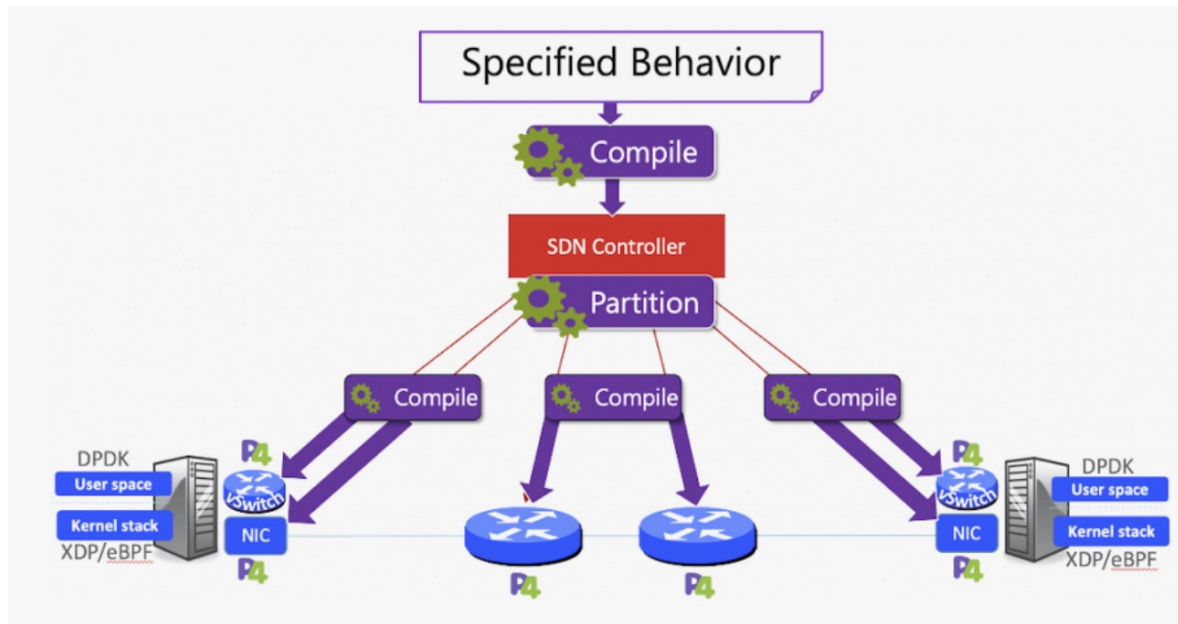 Specified Behavior
Compile
SDN Controller
Partition
Compile
Compile
Compile
P4
DPDK
User space
vSwitch
Kernel stack
NIC
XDP/eBPF
P4
P4
P4
P4
DPDK
vSwitch
User space
NIC
Kernel stack
XDP/eBPF
P4